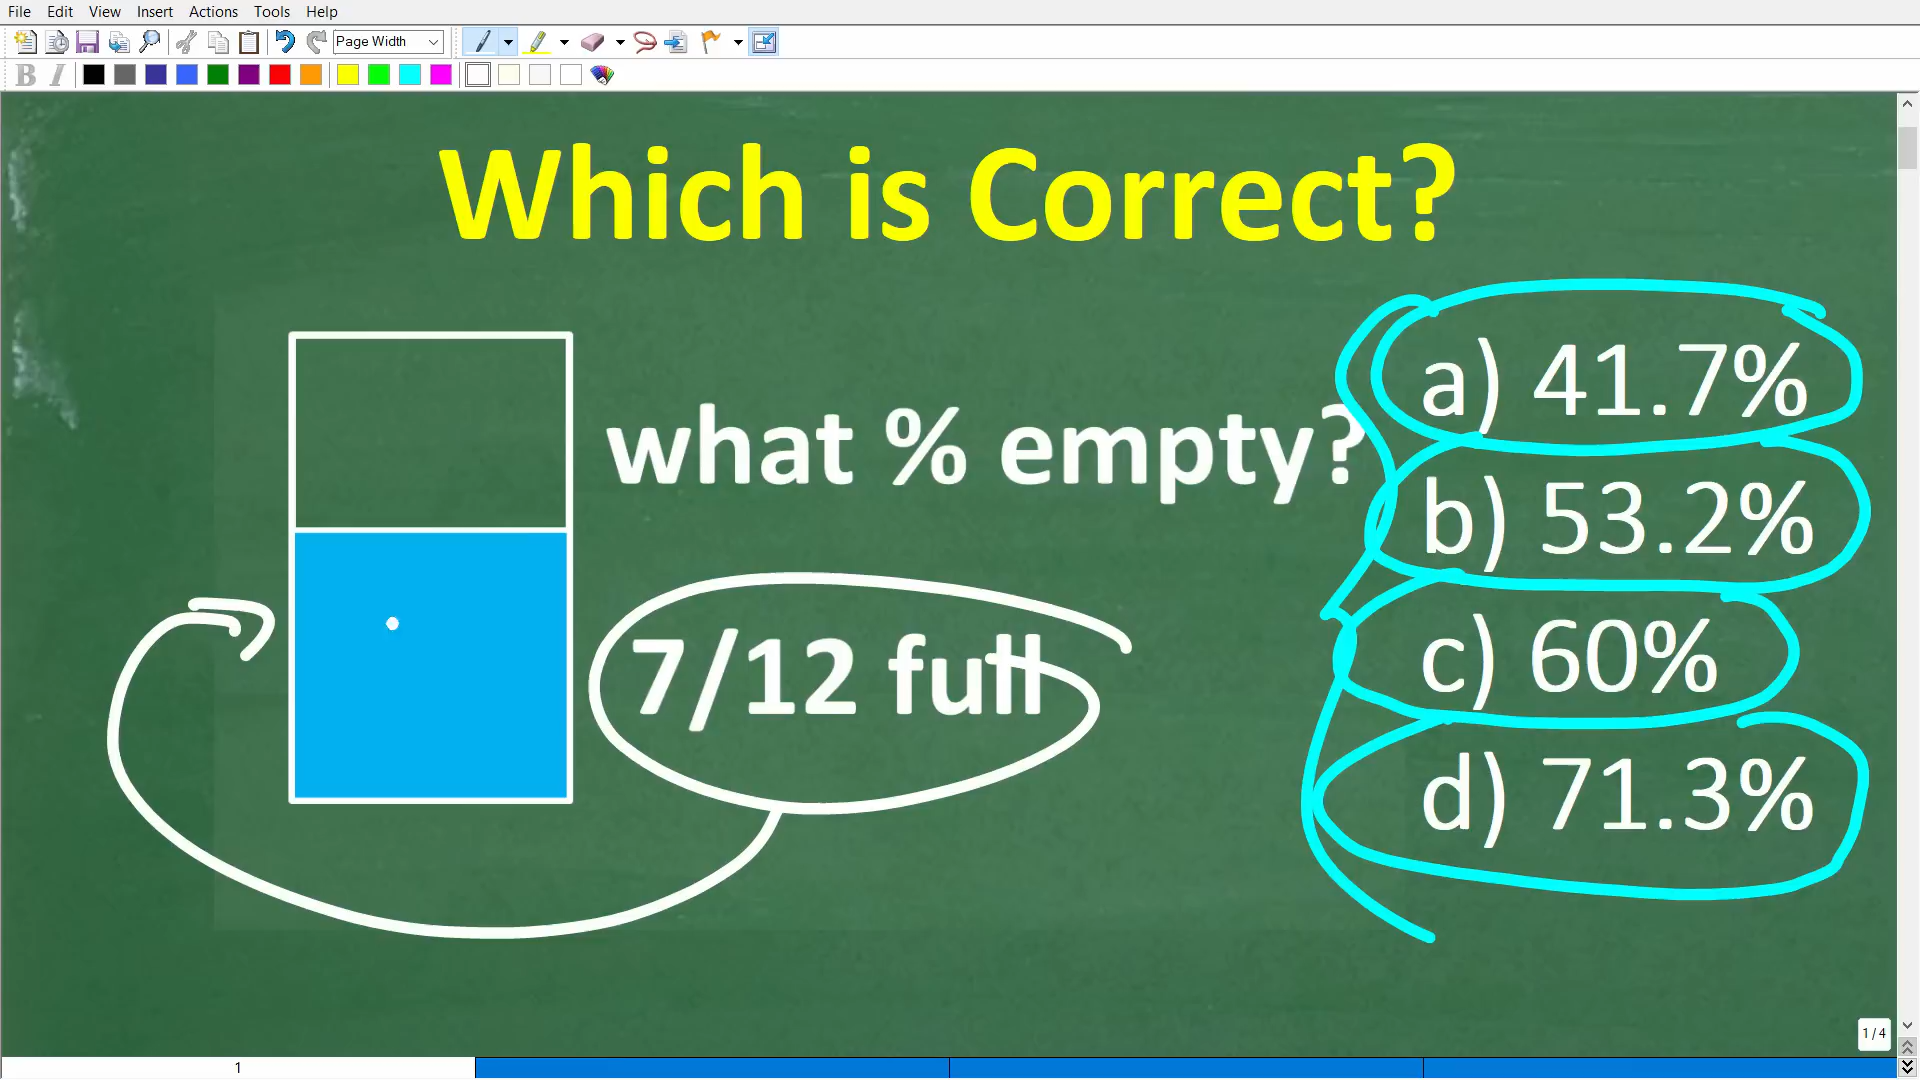 File Edit View Insert Actions Tools Help
Page Width
B I
Which is Correct?
what % empty?
7/12 full
a) 41.7%
b) 53.2%
c) 60%
d) 71.3%
1 / 4
1